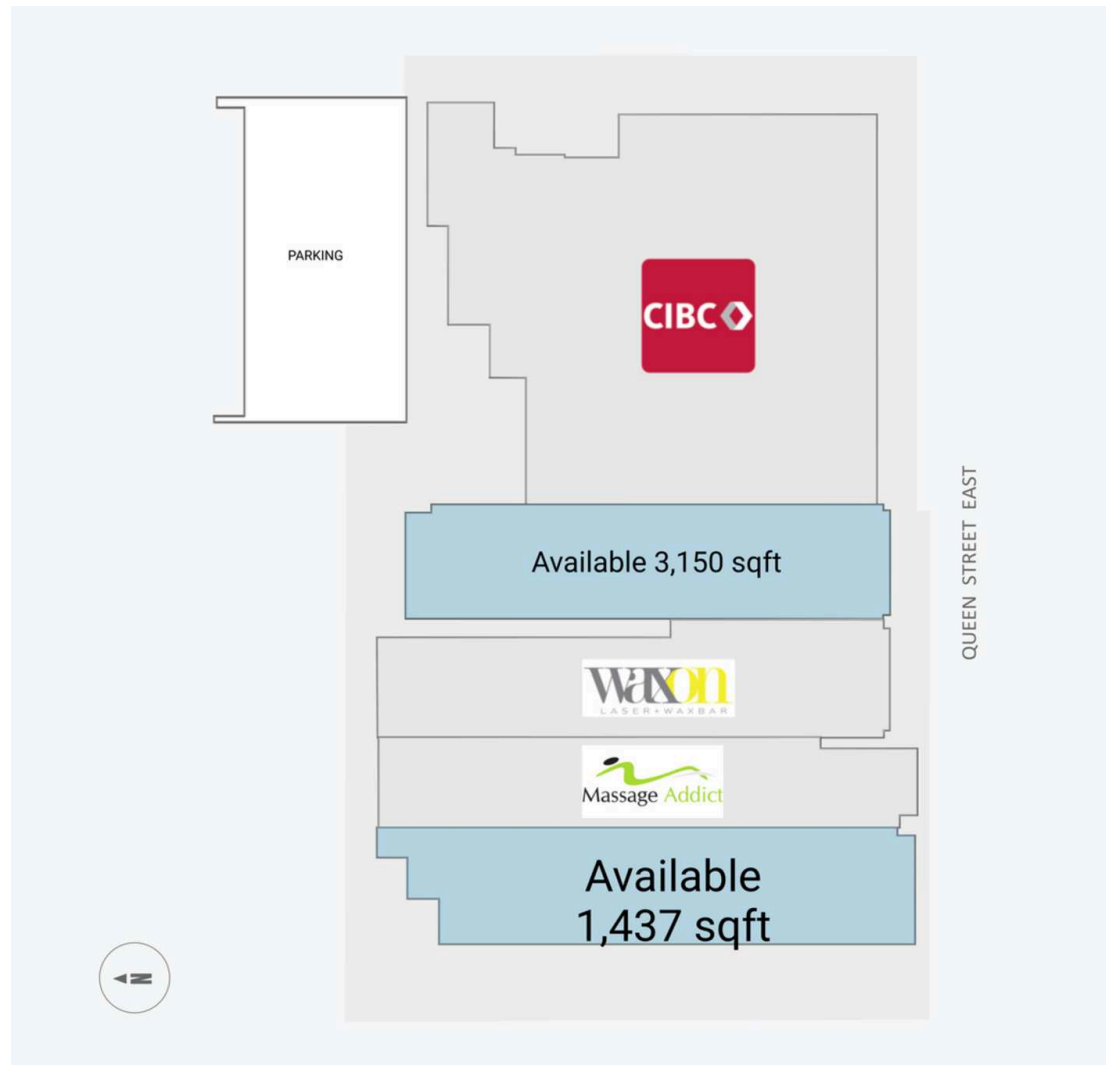 PARKING
CIBC
QUEEN STREET EAST
Available 3,150 sqft
waxon
LASER+WAXBAR
Massage Addict
Available
1,437 sqft
N